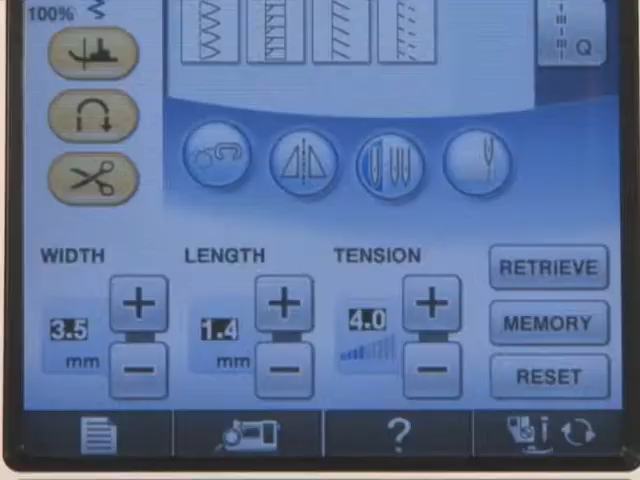 100%
Q
WIDTH LENGTH TENSION
RETRIEVE
3.5 1.4 4.0
MEMORY
mm mm
RESET
?